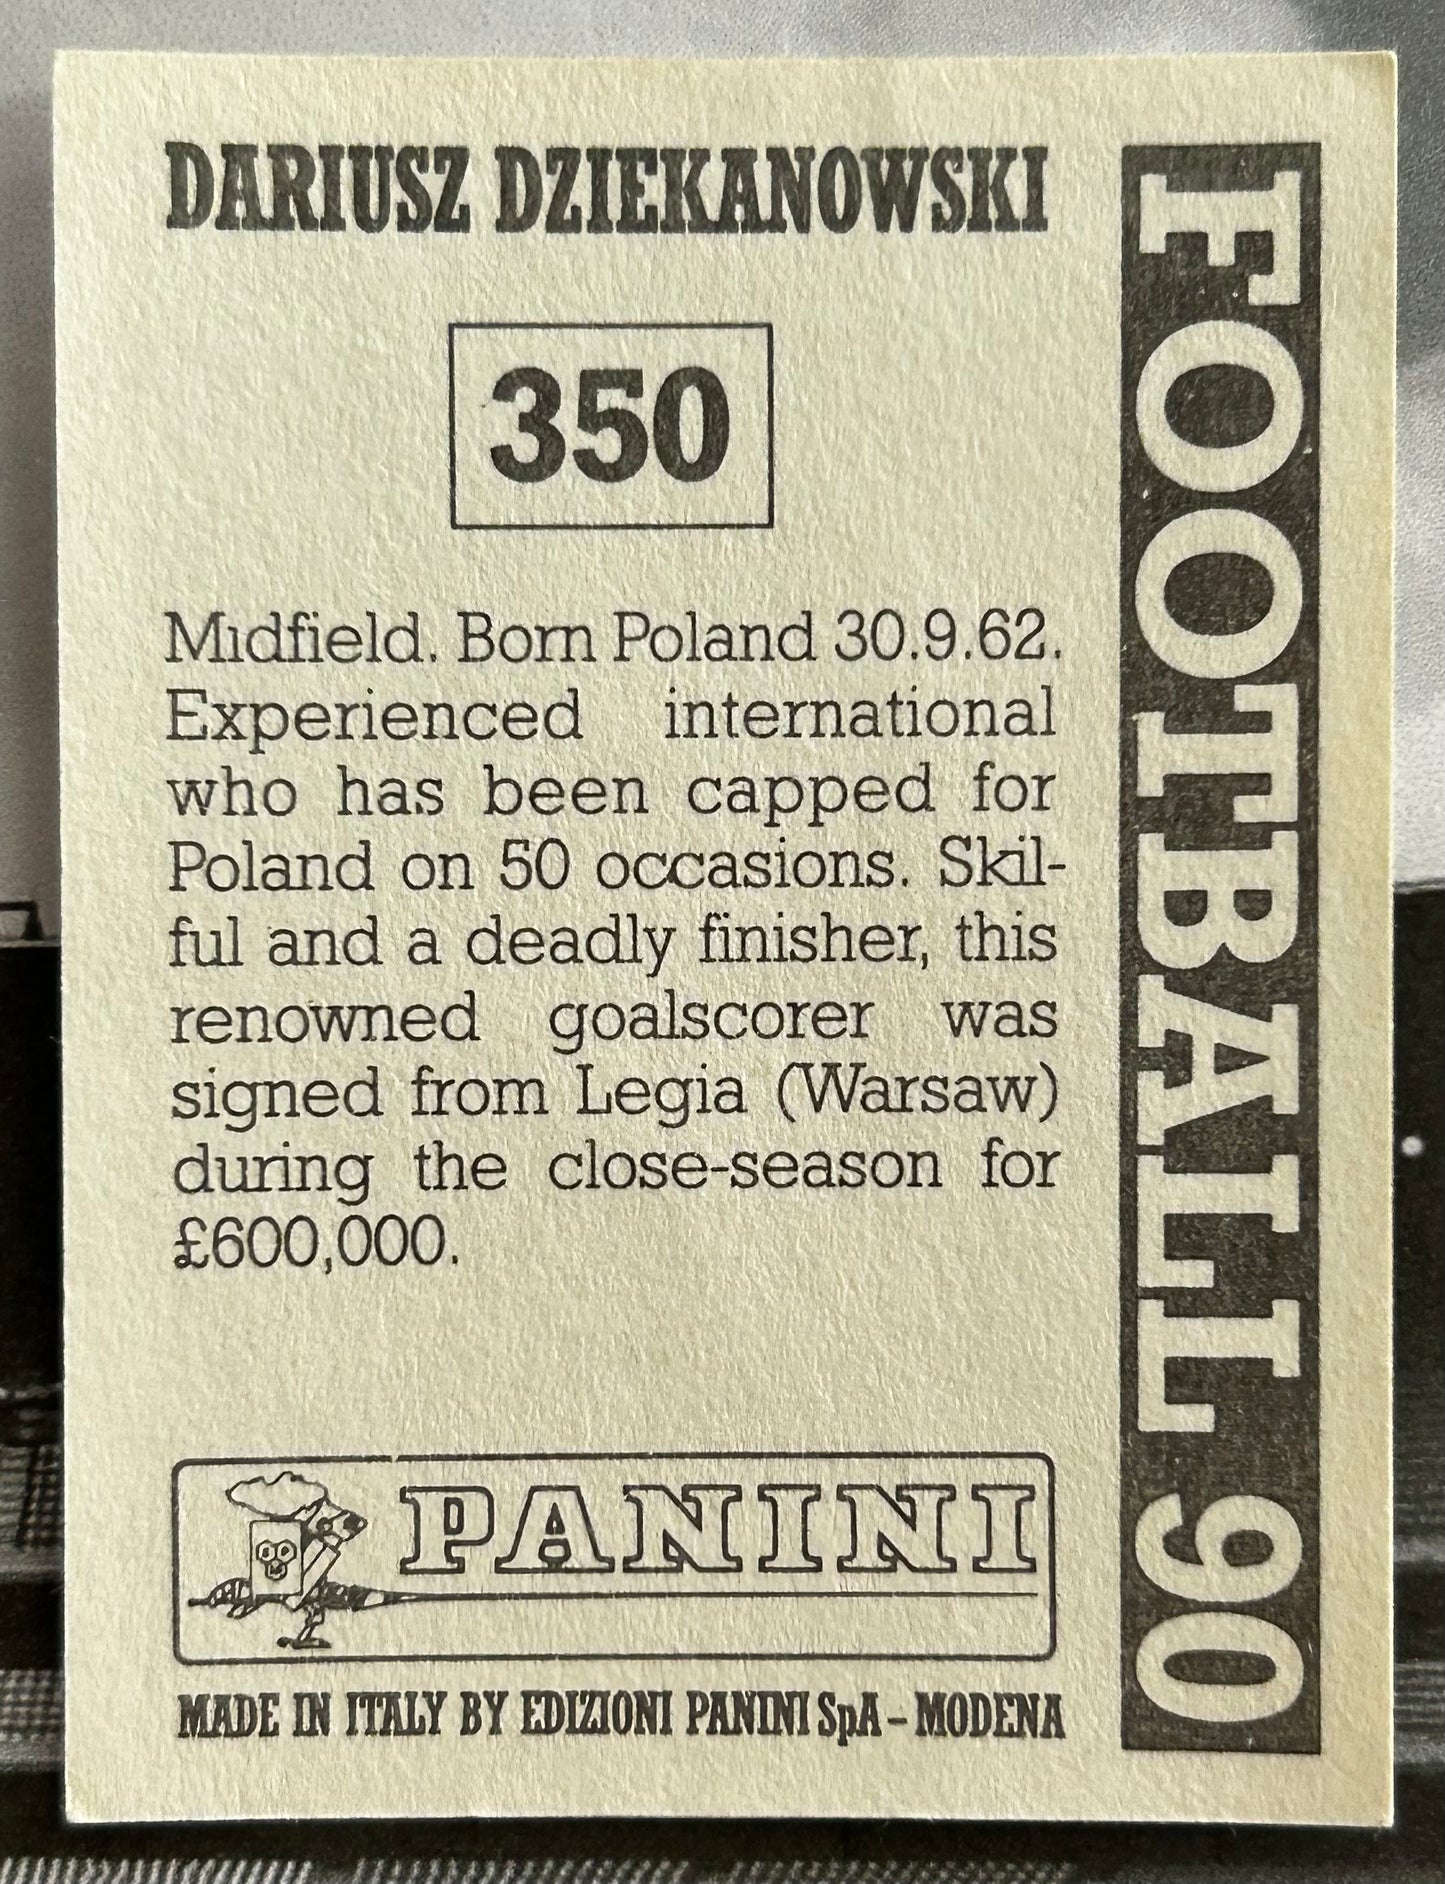 DARIUSZ DZIEKANOWSKI
350
Midfield. Born Poland 30.9.62.
Experienced international
who has been capped for
Poland on 50 occasions. Skil-
ful and a deadly finisher, this
renowned goalscorer was
signed from Legia (Warsaw)
during the close-season for
£600,000.
PANINI
MADE IN ITALY BY EDIZIONI PANINI SpA - MODENA
FOOTBALL 90